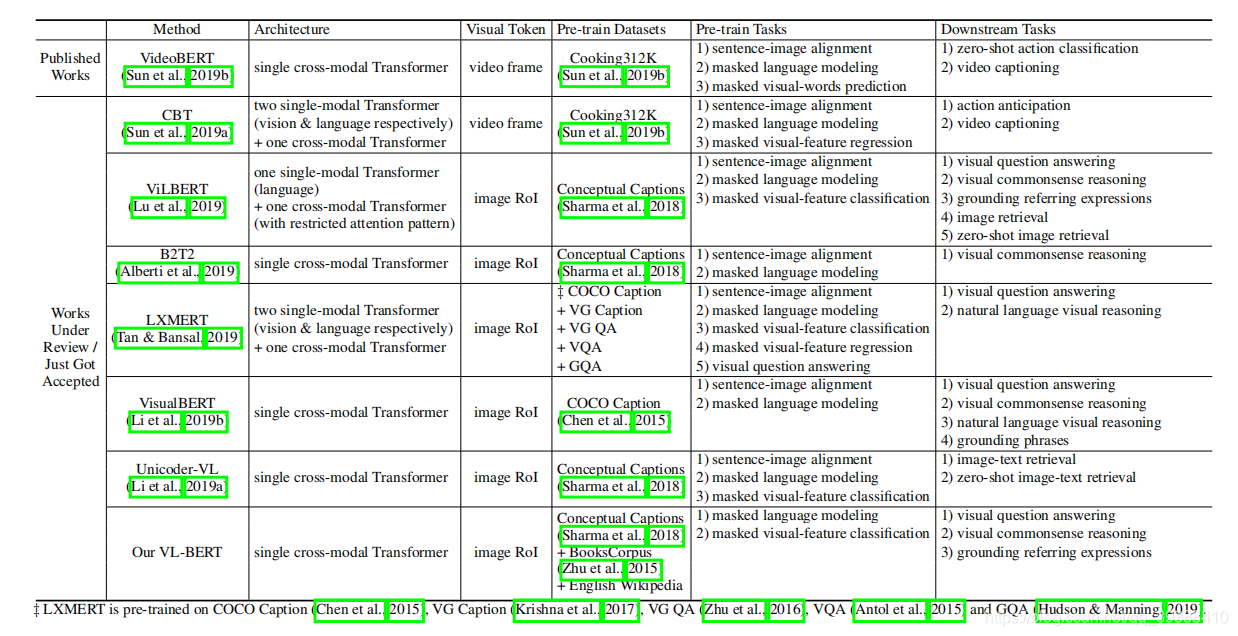 Method Architecture Visual Token Pre-train Datasets Pre-train Tasks Downstream Tasks
Published Works
VideoBERT
(Sun et al., 2019b)
single cross-modal Transformer
video frame
Cooking312K
(Sun et al., 2019b)
1) sentence-image alignment
2) masked language modeling
3) masked visual-words prediction
1) zero-shot action classification
2) video captioning
Works
Under
Review /
Just Got
Accepted
CBT
(Sun et al., 2019a)
two single-modal Transformer
(vision & language respectively)
+ one cross-modal Transformer
video frame
Cooking312K
(Sun et al., 2019b)
1) sentence-image alignment
2) masked language modeling
3) masked visual-feature regression
1) action anticipation
2) video captioning
ViLBERT
(Lu et al., 2019)
one single-modal Transformer
(language)
+ one cross-modal Transformer
(with restricted attention pattern)
image RoI
Conceptual Captions
(Sharma et al., 2018)
1) sentence-image alignment
2) masked language modeling
3) masked visual-feature classification
1) visual question answering
2) visual commonsense reasoning
3) grounding referring expressions
4) image retrieval
5) zero-shot image retrieval
B2T2
(Alberti et al., 2019)
single cross-modal Transformer
image RoI
Conceptual Captions
(Sharma et al., 2018)
1) sentence-image alignment
2) masked language modeling
1) visual commonsense reasoning
LXMERT
(Tan & Bansal, 2019)
two single-modal Transformer
(vision & language respectively)
+ one cross-modal Transformer
image RoI
‡ COCO Caption
+ VG Caption
+ VG QA
+ VQA
+ GQA
1) sentence-image alignment
2) masked language modeling
3) masked visual-feature classification
4) masked visual-feature regression
5) visual question answering
1) visual question answering
2) natural language visual reasoning
VisualBERT
(Li et al., 2019b)
single cross-modal Transformer
image RoI
COCO Caption
(Chen et al., 2015)
1) sentence-image alignment
2) masked language modeling
1) visual question answering
2) visual commonsense reasoning
3) natural language visual reasoning
4) grounding phrases
Unicoder-VL
(Li et al., 2019a)
single cross-modal Transformer
image RoI
Conceptual Captions
(Sharma et al., 2018)
1) sentence-image alignment
2) masked language modeling
3) masked visual-feature classification
1) image-text retrieval
2) zero-shot image-text retrieval
Our VL-BERT
single cross-modal Transformer
image RoI
Conceptual Captions
(Sharma et al., 2018)
+ BooksCorpus
(Zhu et al., 2015)
+ English Wikipedia
1) masked language modeling
2) masked visual-feature classification
1) visual question answering
2) visual commonsense reasoning
3) grounding referring expressions
‡ LXMERT is pre-trained on COCO Caption (Chen et al., 2015), VG Caption (Krishna et al., 2017), VG QA (Zhu et al., 2016), VQA (Antol et al., 2015) and GQA (Hudson & Manning, 2019).